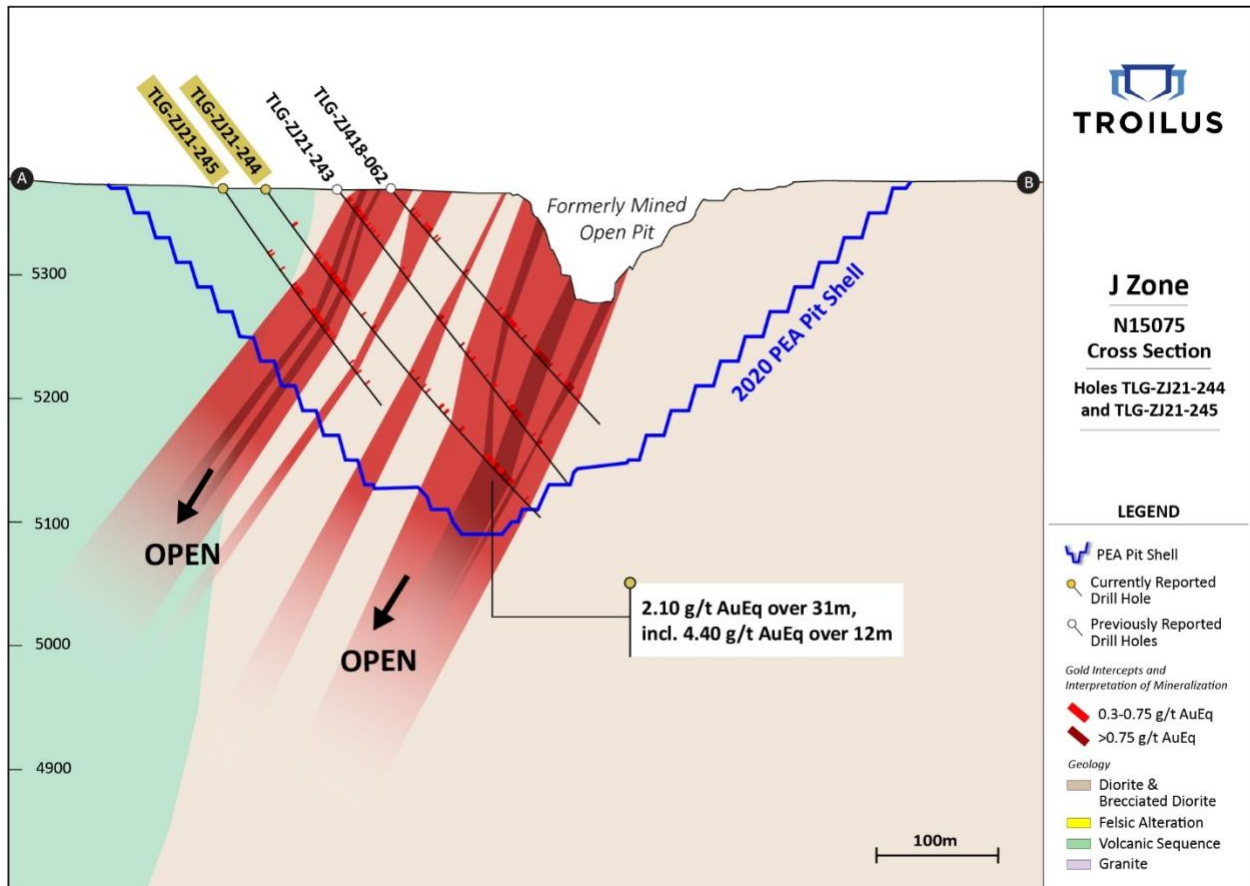 TLG-ZJ21-245
TLG-ZJ21-244
TLG-ZJ21-243
TLG-ZJ418-062
A
B
Formerly Mined
Open Pit
2020 PEA Pit Shell
5300
5200
5100
5000
4900
OPEN
OPEN
2.10 g/t AuEq over 31m,
incl. 4.40 g/t AuEq over 12m
100m
TROILUS
J Zone
N15075
Cross Section
Holes TLG-ZJ21-244
and TLG-ZJ21-245
LEGEND
PEA Pit Shell
Currently Reported
Drill Hole
Previously Reported
Drill Holes
Gold Intercepts and
Interpretation of Mineralization
0.3-0.75 g/t AuEq
>0.75 g/t AuEq
Geology
Diorite &
Brecciated Diorite
Felsic Alteration
Volcanic Sequence
Granite